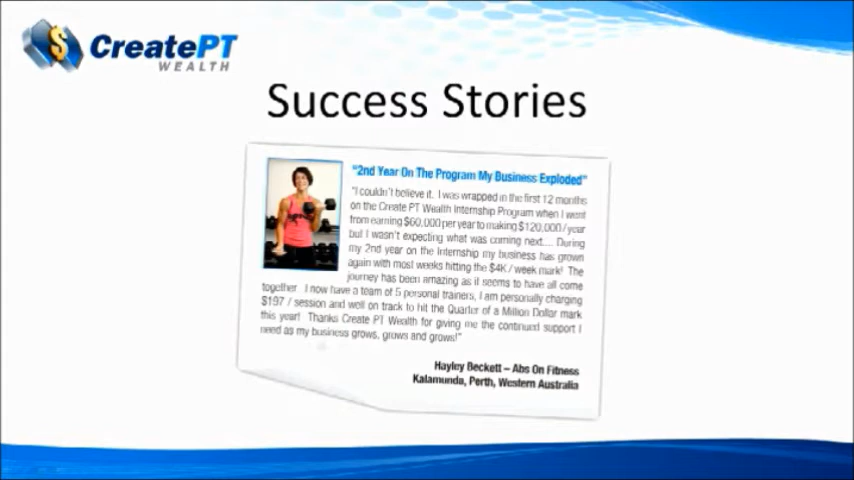 CreatePT
WEALTH
Success Stories
"2nd Year On The Program My Business Exploded"
"I couldn't believe it. I was wrapped in the first 12 months
on the Create PT Wealth Internship Program when I went
from earning $60,000 per year to making $120,000/year
but I wasn't expecting what was coming next.... During
my 2nd year on the Internship my business has grown
again with most weeks hitting the $4K/week mark! The
journey has been amazing as it seems to have all come
together. I now have a team of 5 personal trainers, I am personally charging
$197 / session and well on track to hit the Quarter of a Million Dollar mark
this year! Thanks Create PT Wealth for giving me the continued support I
need as my business grows, grows and grows!"
Hayley Beckett – Abs On Fitness
Kalamunda, Perth, Western Australia